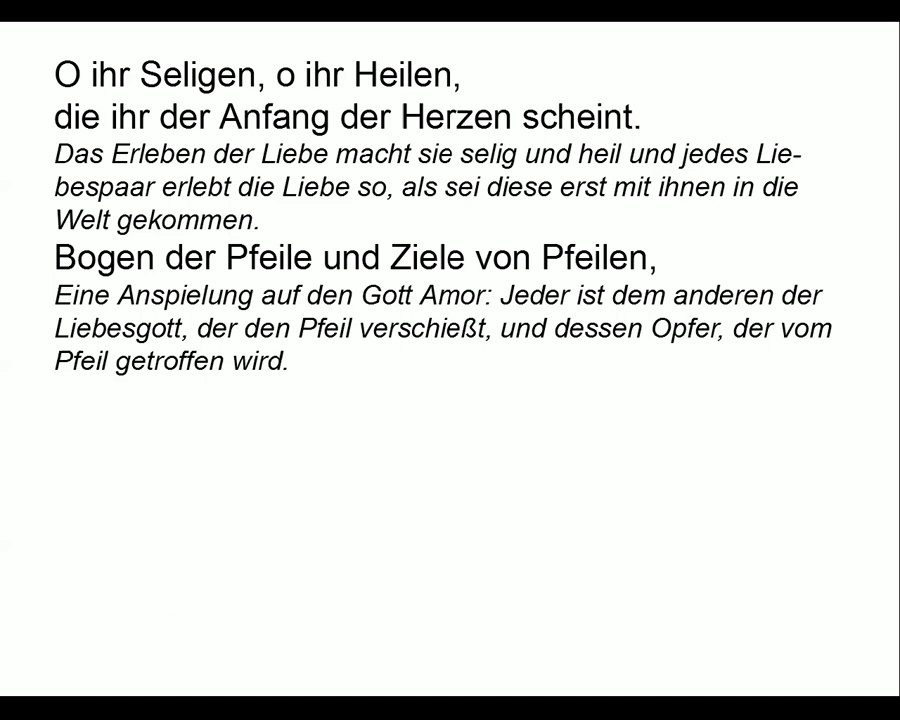 O ihr Seligen, o ihr Heilen,
die ihr der Anfang der Herzen scheint.
Das Erleben der Liebe macht sie selig und heil und jedes Lie-
bespaar erlebt die Liebe so, als sei diese erst mit ihnen in die
Welt gekommen.
Bogen der Pfeile und Ziele von Pfeilen,
Eine Anspielung auf den Gott Amor: Jeder ist dem anderen der
Liebesgott, der den Pfeil verschießt, und dessen Opfer, der vom
Pfeil getroffen wird.